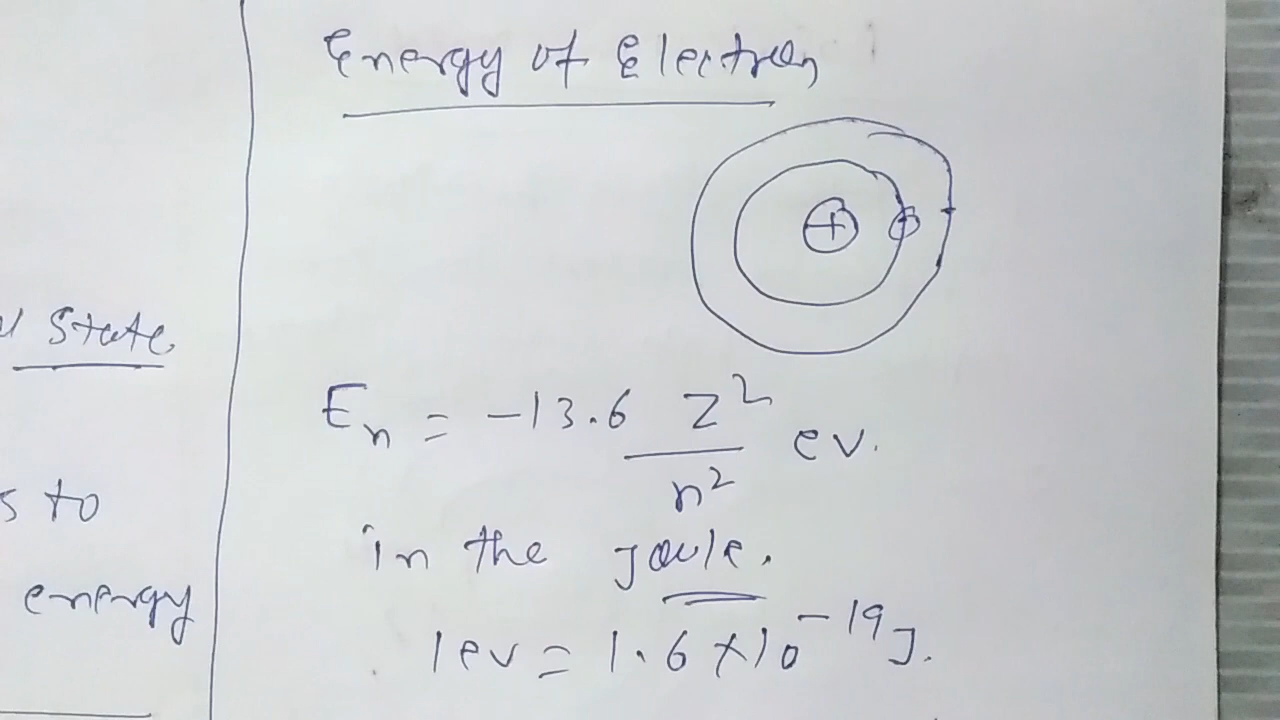 Energy of Electron
State
s to
energy
+
En = -13.6 Z²/n² ev.
in the Joule.
1ev = 1.6 × 10⁻¹⁹ J.